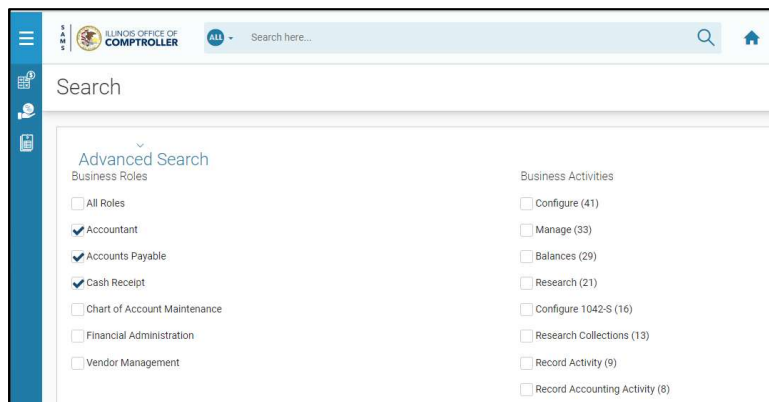 SAMS
ILLINOIS OFFICE OF
COMPTROLLER
ALL
Search here...
Search
Advanced Search
Business Roles
All Roles
Accountant
Accounts Payable
Cash Receipt
Chart of Account Maintenance
Financial Administration
Vendor Management
Business Activities
Configure (41)
Manage (33)
Balances (29)
Research (21)
Configure 1042-S (16)
Research Collections (13)
Record Activity (9)
Record Accounting Activity (8)